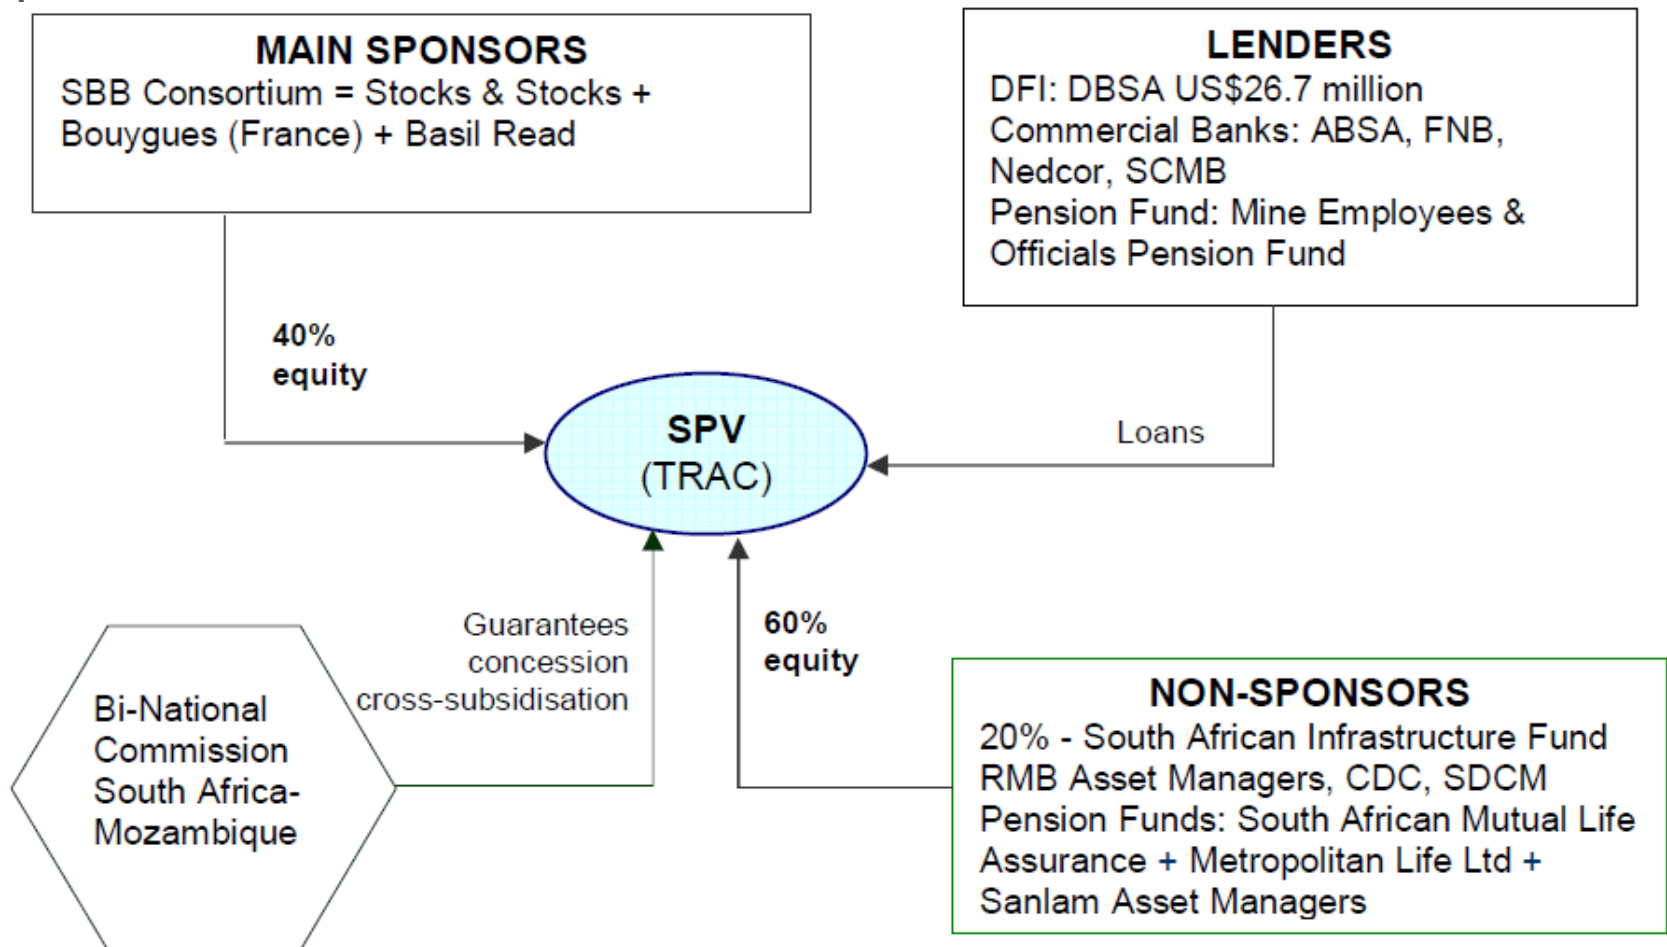 MAIN SPONSORS
SBB Consortium = Stocks & Stocks +
Bouygues (France) + Basil Read
LENDERS
DFI: DBSA US$26.7 million
Commercial Banks: ABSA, FNB,
Nedcor, SCMB
Pension Fund: Mine Employees &
Officials Pension Fund
40%
equity
SPV
(TRAC)
Loans
Guarantees
concession
cross-subsidisation
60%
equity
Bi-National
Commission
South Africa-
Mozambique
NON-SPONSORS
20% - South African Infrastructure Fund
RMB Asset Managers, CDC, SDCM
Pension Funds: South African Mutual Life
Assurance + Metropolitan Life Ltd +
Sanlam Asset Managers